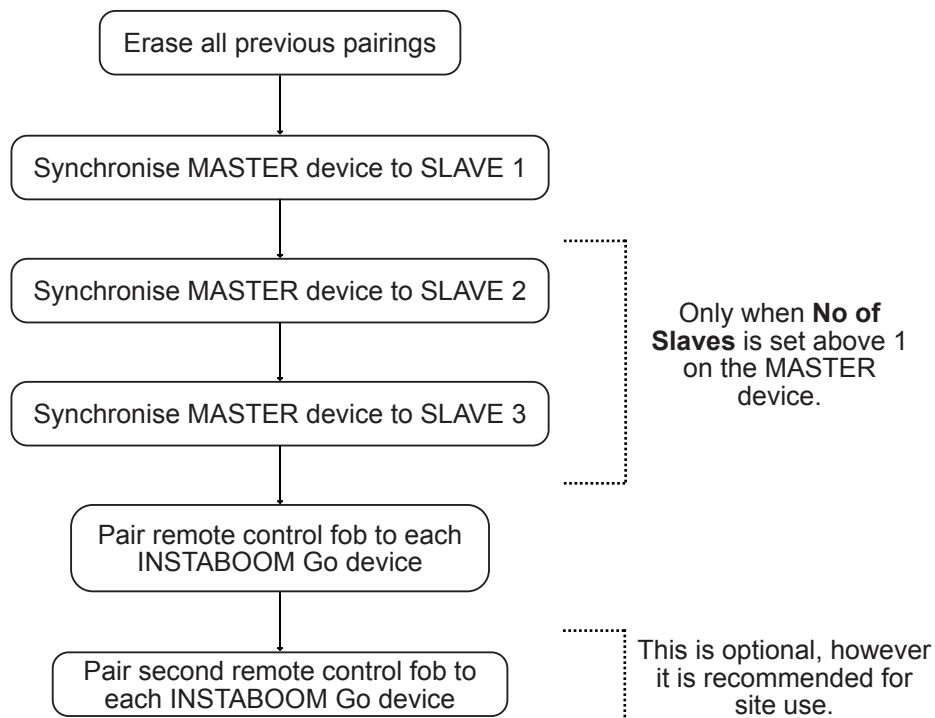 Erase all previous pairings
Synchronise MASTER device to SLAVE 1
Synchronise MASTER device to SLAVE 2
Synchronise MASTER device to SLAVE 3
Only when No of
Slaves is set above 1
on the MASTER
device.
Pair remote control fob to each
INSTABOOM Go device
Pair second remote control fob to
each INSTABOOM Go device
This is optional, however
it is recommended for
site use.